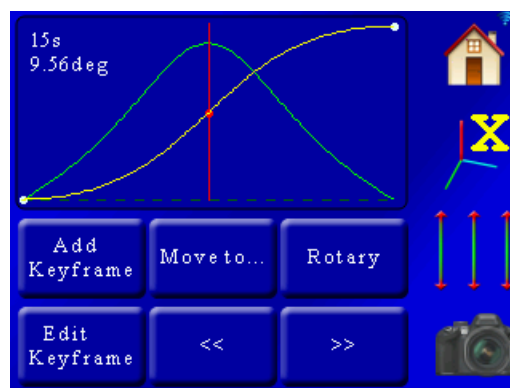 15s
9.56deg
X
Add
Keyframe
Move to...
Rotary
Edit
Keyframe
<<
>>